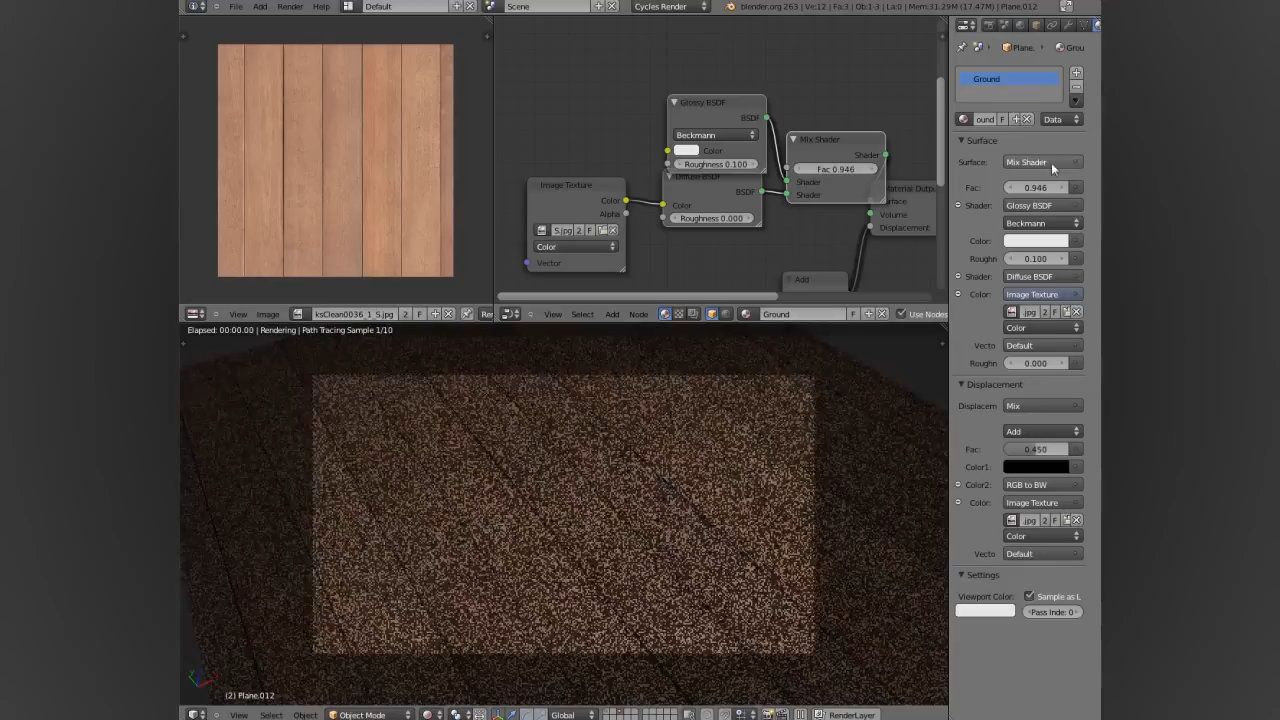 File Add Render Help Default Scene Cycles Render blender.org 263 | Ve:12 | Fa:3 | Ob:1-3 | La:0 | Mem:31.29M (17.47M) | Plane.012
Plane. Grou
Ground
ound F Data
Surface
Surface: Mix Shader
Fac: 0.946
Shader: Glossy BSDF
Beckmann
Color:
Roughn 0.100
Shader: Diffuse BSDF
Color: Image Texture
.jpg 2 F
Color
Vecto Default
Roughn 0.000
Displacement
Displacem Mix
Add
Fac: 0.450
Color1:
Color2: RGB to BW
Color: Image Texture
.jpg 2 F
Color
Vecto Default
Settings
Viewport Color: Sample as L
Pass Inde: 0
Glossy BSDF
BSDF
Beckmann
Color
Roughness 0.100
Diffuse BSDF
BSDF
Color
Roughness 0.000
Mix Shader
Shader
Fac 0.946
Shader
Shader
Image Texture
Color
Alpha
S.jpg 2 F
Color
Vector
Material Outpu
Surface
Volume
Displacement
Add
View Image ksClean0036_1_S.jpg 2 F Re
View Select Add Node Ground F Use Nodes
Elapsed: 00:00.00 | Rendering | Path Tracing Sample 1/10
(2) Plane.012
View Select Object Object Mode Global RenderLayer